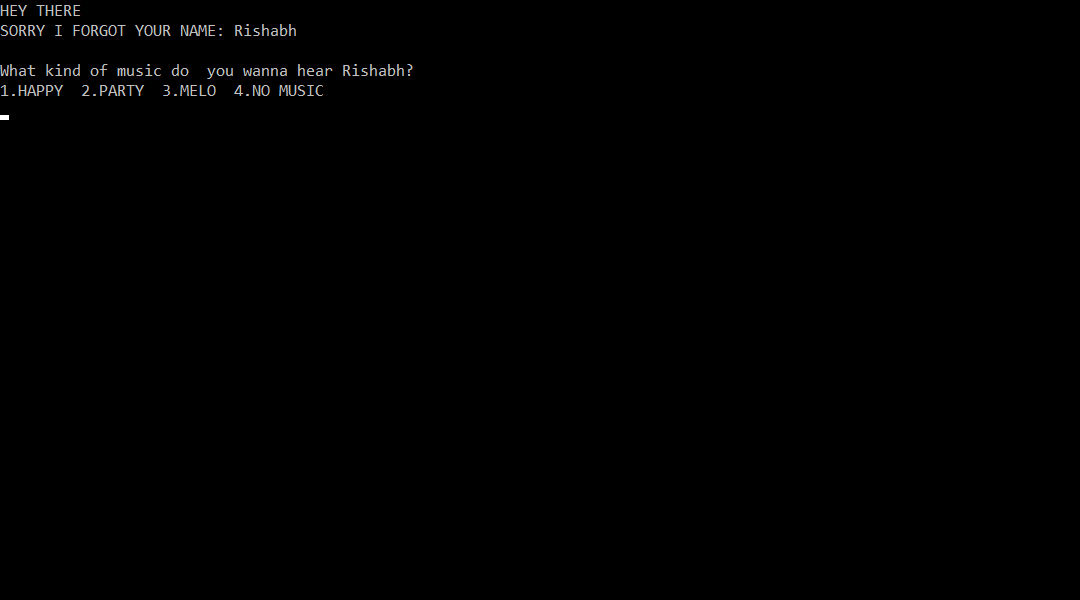 HEY THERE
SORRY I FORGOT YOUR NAME: Rishabh
What kind of music do  you wanna hear Rishabh?
1.HAPPY  2.PARTY  3.MELO  4.NO MUSIC